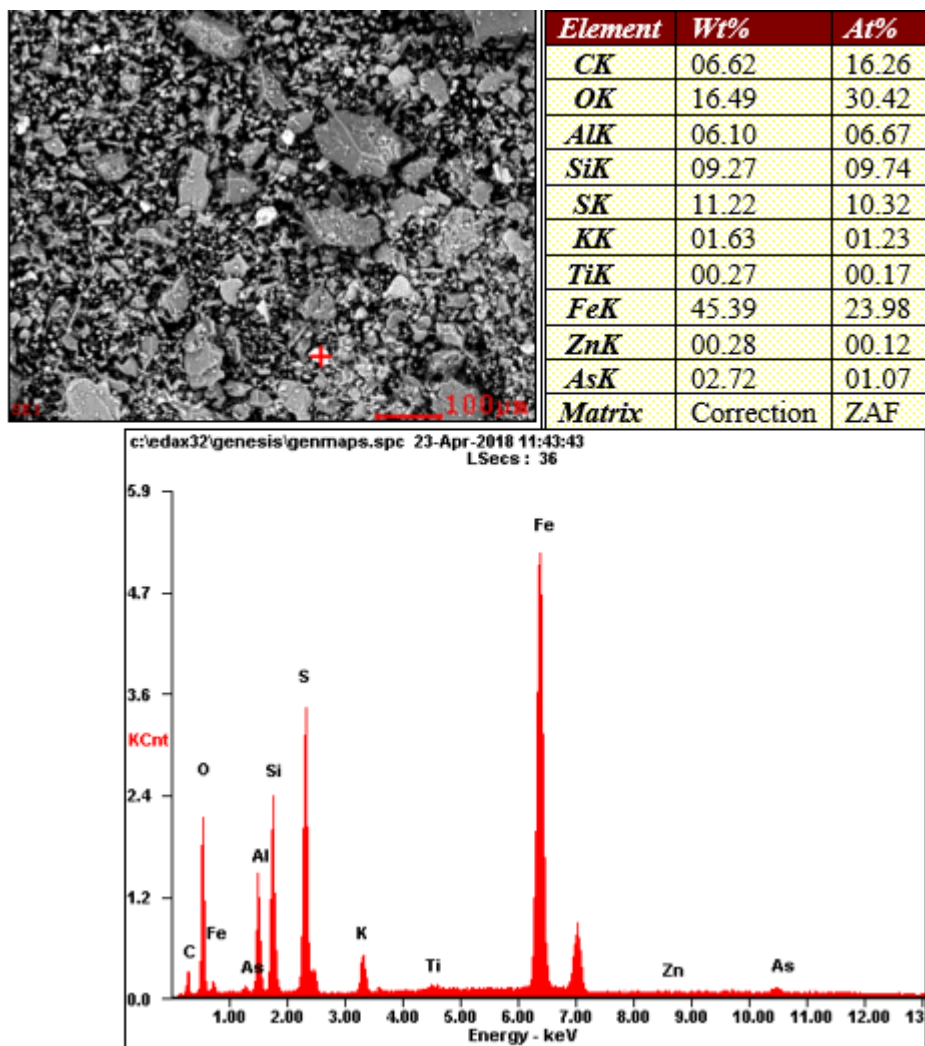 Element Wt% At%
CK 06.62 16.26
OK 16.49 30.42
AlK 06.10 06.67
SiK 09.27 09.74
SK 11.22 10.32
KK 01.63 01.23
TiK 00.27 00.17
FeK 45.39 23.98
ZnK 00.28 00.12
AsK 02.72 01.07
Matrix Correction ZAF
100µm
c:\edax32\genesis\genmaps.spc 23-Apr-2018 11:43:43
LSecs : 36
5.9
4.7
3.6
2.4
1.2
0.0
KCnt
C
O
Fe
As
Al
Si
S
K
Ti
Fe
Zn
As
1.00 2.00 3.00 4.00 5.00 6.00 7.00 8.00 9.00 10.00 11.00 12.00 13.
Energy - keV